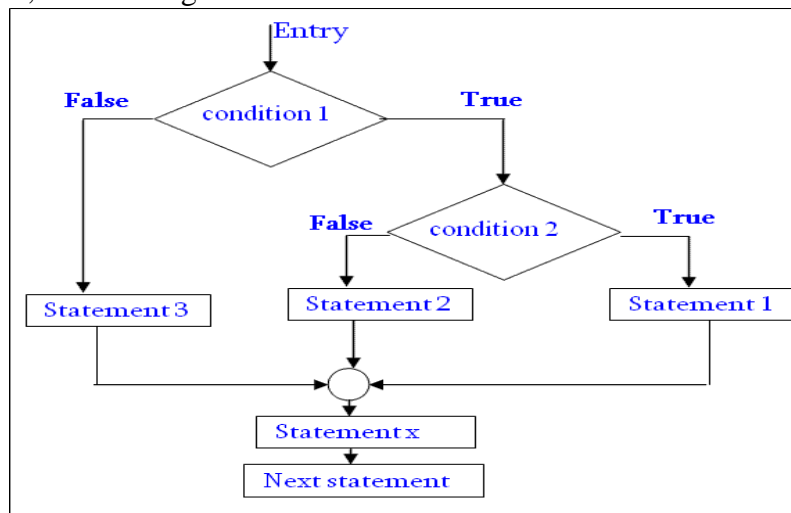 Entry
False
True
condition 1
False
True
condition 2
Statement 3
Statement 2
Statement 1
Statement x
Next statement